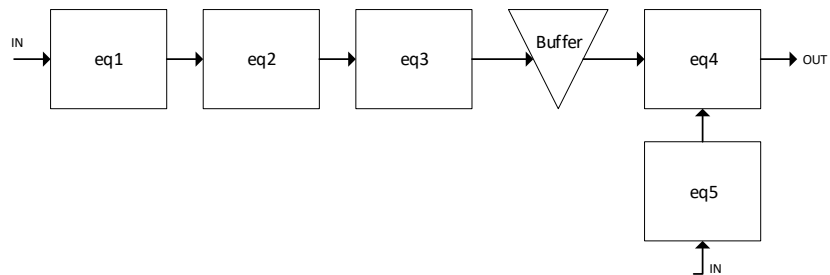 IN
eq1
eq2
eq3
Buffer
eq4
OUT
eq5
IN